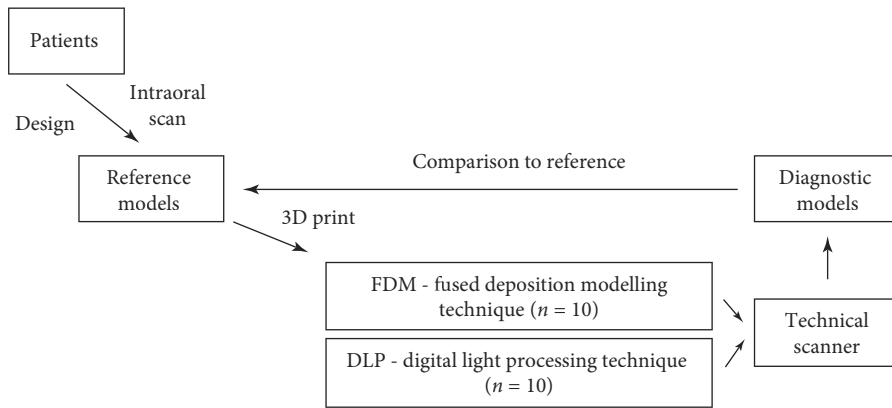 Patients
Intraoral
scan
Design
Reference
models
Comparison to reference
Diagnostic
models
3D print
FDM - fused deposition modelling
technique (n = 10)
DLP - digital light processing technique
(n = 10)
Technical
scanner